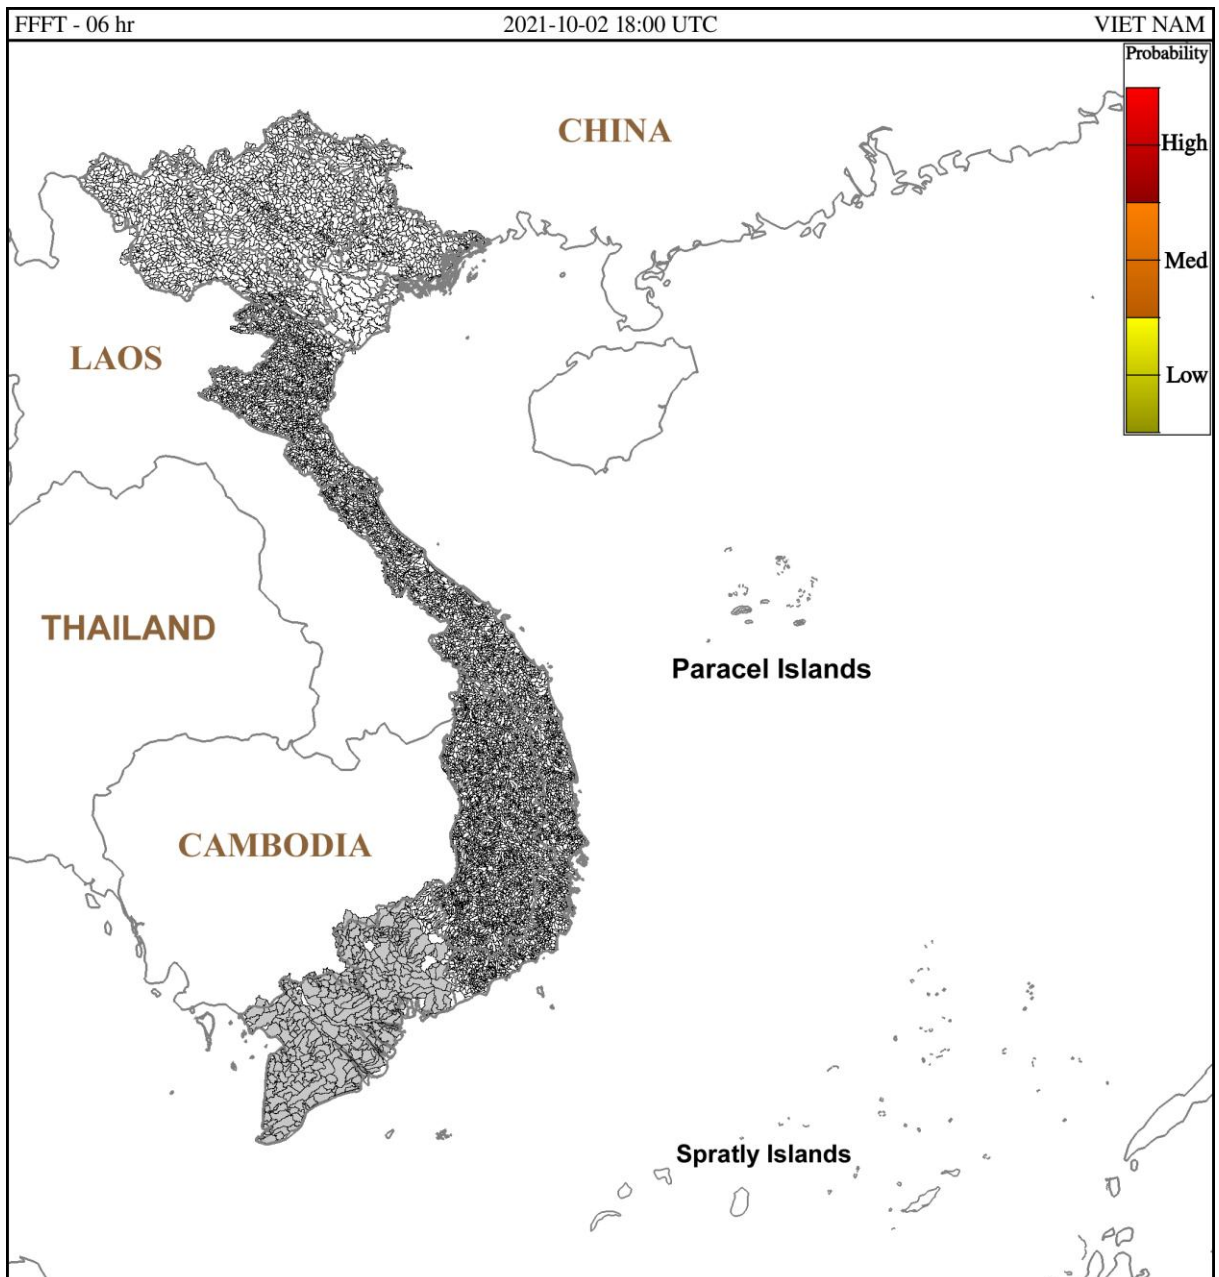 FFFT - 06 hr
2021-10-02 18:00 UTC
VIET NAM
Probability
CHINA
High
Med
LAOS
Low
THAILAND
Paracel Islands
CAMBODIA
Spratly Islands